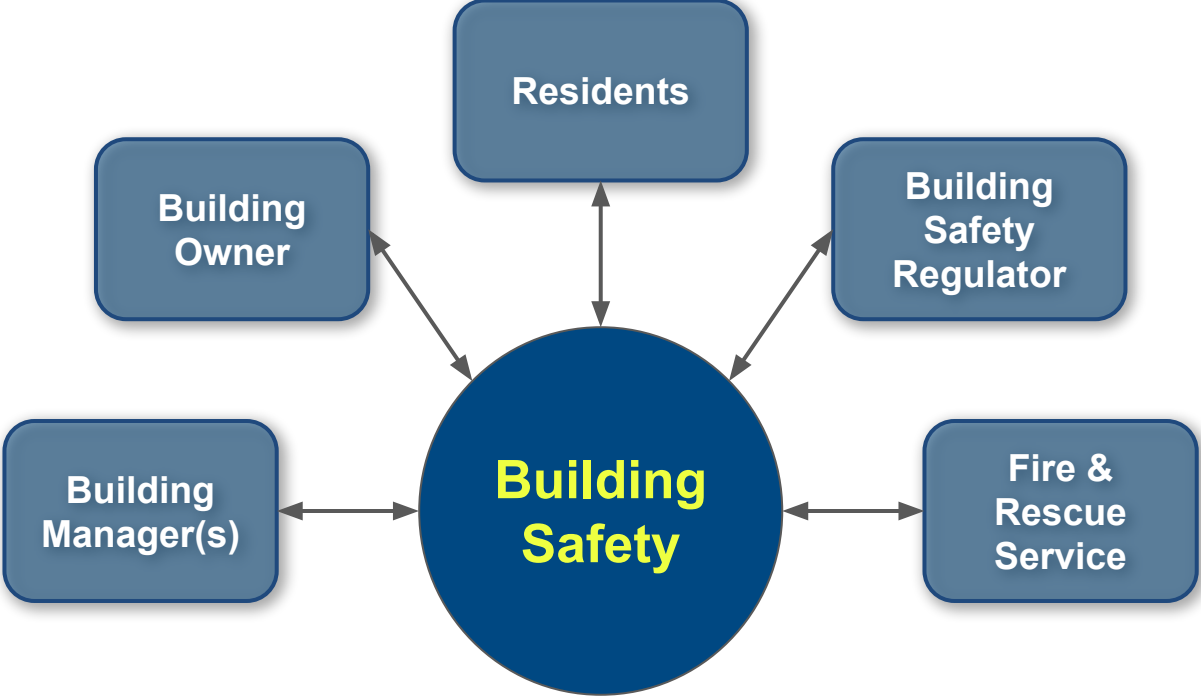 Residents
Building
Owner
Building
Safety
Regulator
Building
Manager(s)
Building
Safety
Fire &
Rescue
Service